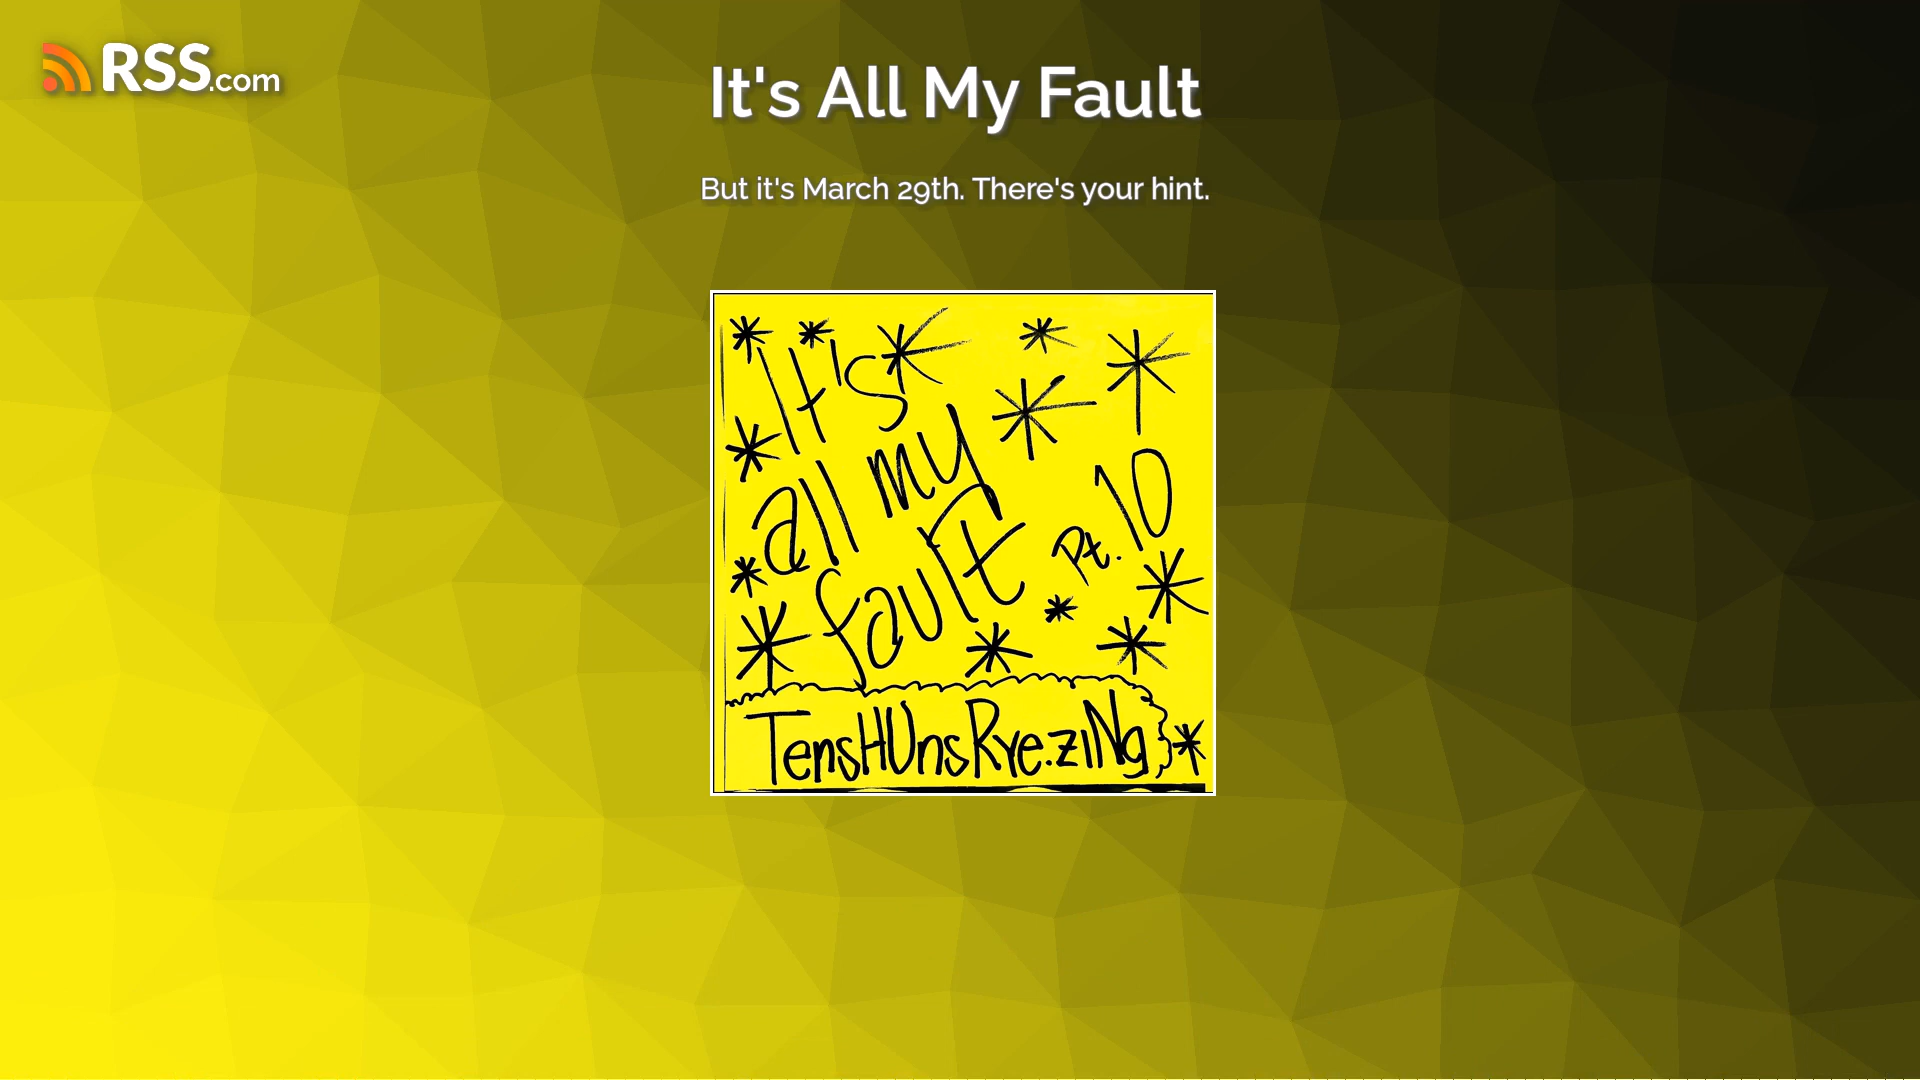 RSS.com
It's All My Fault
But it's March 29th. There's your hint.
It's
all my
fault
Pt. 10
TensHUnsRye.ziNg